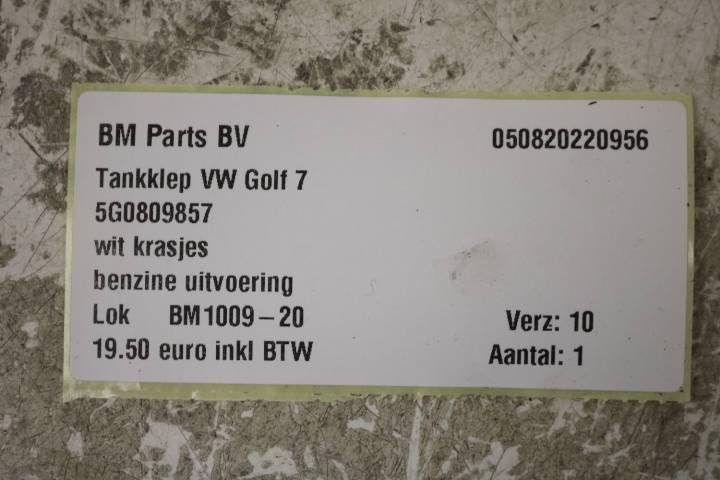 BM Parts BV 050820220956
Tankklep VW Golf 7
5G0809857
wit krasjes
benzine uitvoering
Lok BM1009-20 Verz: 10
19.50 euro inkl BTW Aantal: 1